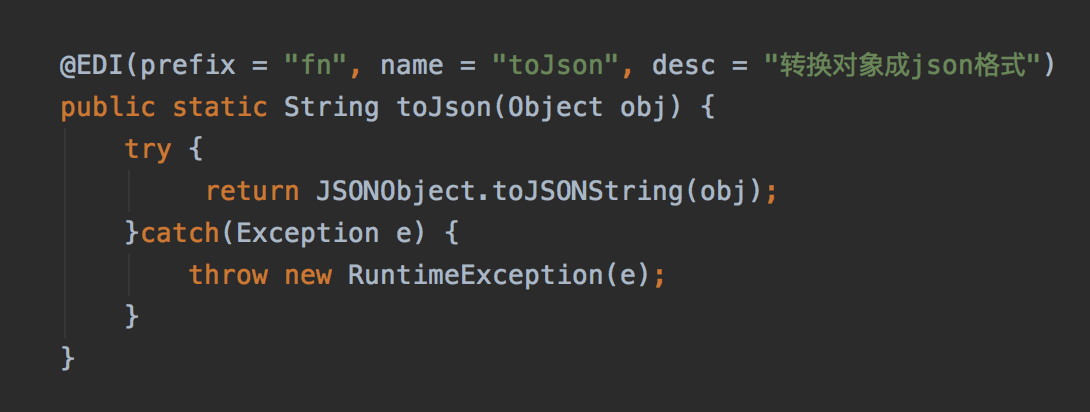 @EDI(prefix = "fn", name = "toJson", desc = "转换对象成json格式")
public static String toJson(Object obj) {
    try {
         return JSONObject.toJSONString(obj);
    }catch(Exception e) {
        throw new RuntimeException(e);
    }
}